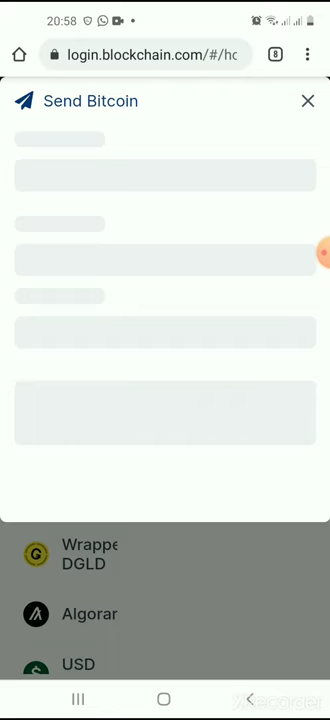 20:58
login.blockchain.com/#/hc
8
Send Bitcoin
Wrappe
DGLD
Algorar
USD